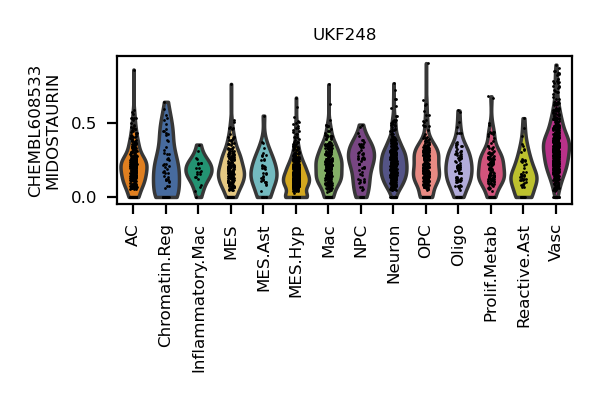 UKF248
CHEMBL608533
MIDOSTAURIN
0.5
0.0
AC
Chromatin.Reg
Inflammatory.Mac
MES
MES.Ast
MES.Hyp
Mac
NPC
Neuron
OPC
Oligo
Prolif.Metab
Reactive.Ast
Vasc